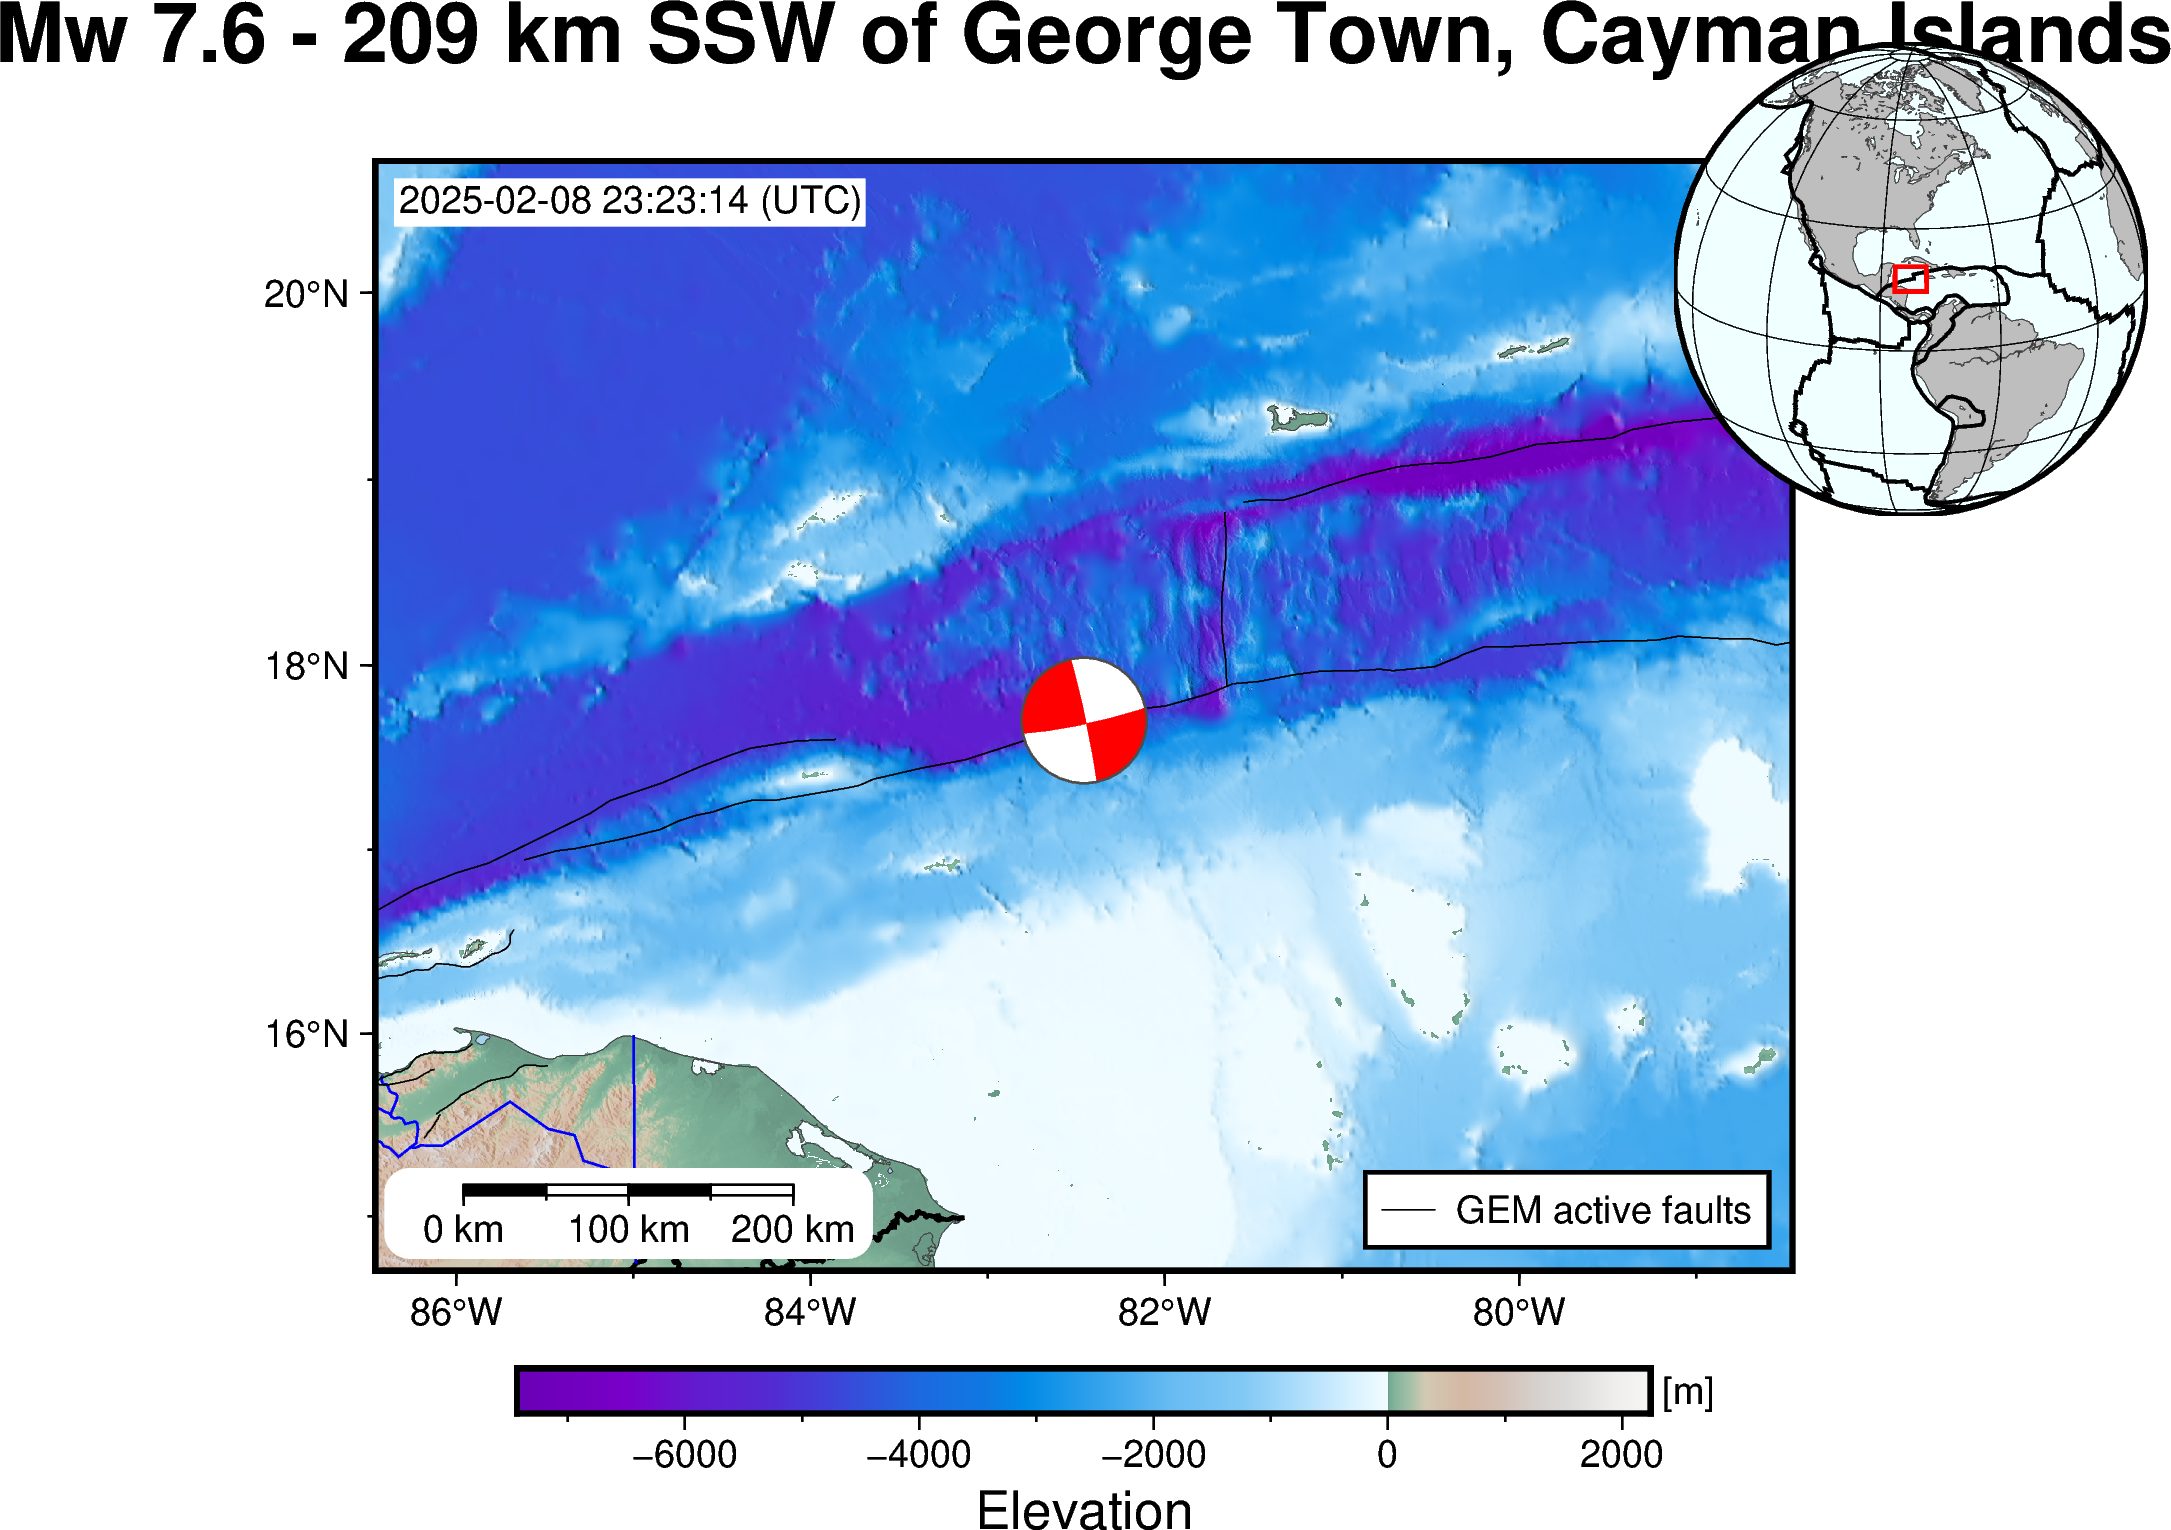 Mw 7.6 - 209 km SSW of George Town, Cayman Islands
2025-02-08 23:23:14 (UTC)
20°N
18°N
16°N
0 km 100 km 200 km
GEM active faults
86°W 84°W 82°W 80°W
[m]
−6000 −4000 −2000 0 2000
Elevation